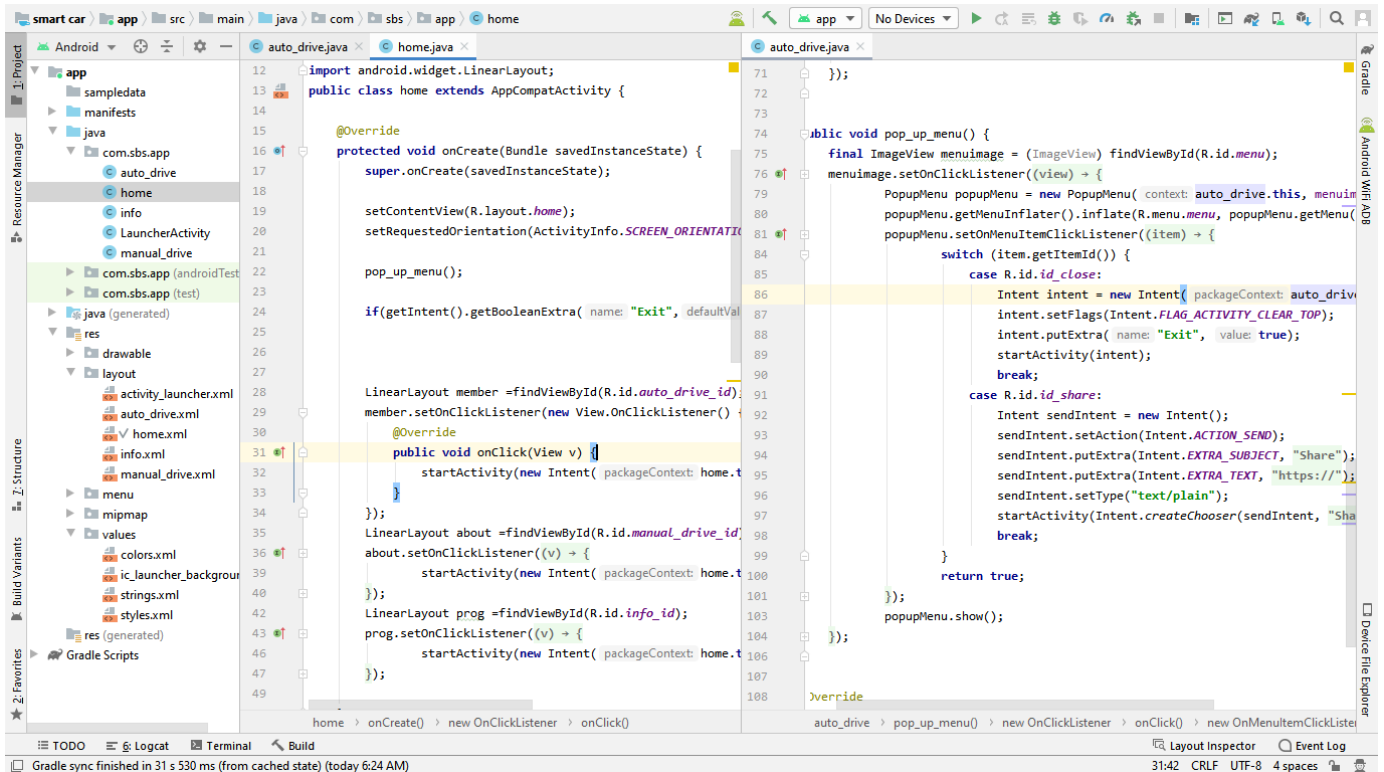 smart car app src main java com sbs app home app No Devices
1: Project
Resource Manager
7: Structure
Build Variants
2: Favorites
Android
app
sampledata
manifests
java
com.sbs.app
auto_drive
home
info
LauncherActivity
manual_drive
com.sbs.app (androidTest
com.sbs.app (test)
java (generated)
res
drawable
layout
activity_launcher.xml
auto_drive.xml
home.xml
info.xml
manual_drive.xml
menu
mipmap
values
colors.xml
ic_launcher_backgroun
strings.xml
styles.xml
res (generated)
Gradle Scripts
auto_drive.java home.java
12 import android.widget.LinearLayout;
13 public class home extends AppCompatActivity {
14
15 @Override
16 protected void onCreate(Bundle savedInstanceState) {
17 super.onCreate(savedInstanceState);
18
19 setContentView(R.layout.home);
20 setRequestedOrientation(ActivityInfo.SCREEN_ORIENTATIO
21
22 pop_up_menu();
23
24 if(getIntent().getBooleanExtra( name: "Exit", defaultVal
25
26
27
28 LinearLayout member =findViewById(R.id.auto_drive_id);
29 member.setOnClickListener(new View.OnClickListener() {
30 @Override
31 public void onClick(View v) {
32 startActivity(new Intent( packageContext: home.t
33 }
34 });
35 LinearLayout about =findViewById(R.id.manual_drive_id)
36 about.setOnClickListener((v) → {
39 startActivity(new Intent( packageContext: home.t
40 });
42 LinearLayout prog =findViewById(R.id.info_id);
43 prog.setOnClickListener((v) → {
46 startActivity(new Intent( packageContext: home.t
47 });
49
home > onCreate() > new OnClickListener > onClick()
auto_drive.java
71 });
72
73
74 ublic void pop_up_menu() {
75 final ImageView menuimage = (ImageView) findViewById(R.id.menu);
76 menuimage.setOnClickListener((view) → {
79 PopupMenu popupMenu = new PopupMenu( context: auto_drive.this, menuim
80 popupMenu.getMenuInflater().inflate(R.menu.menu, popupMenu.getMenu(
81 popupMenu.setOnMenuItemClickListener((item) → {
84 switch (item.getItemId()) {
85 case R.id.id_close:
86 Intent intent = new Intent( packageContext: auto_driv
87 intent.setFlags(Intent.FLAG_ACTIVITY_CLEAR_TOP);
88 intent.putExtra( name: "Exit", value: true);
89 startActivity(intent);
90 break;
91 case R.id.id_share:
92 Intent sendIntent = new Intent();
93 sendIntent.setAction(Intent.ACTION_SEND);
94 sendIntent.putExtra(Intent.EXTRA_SUBJECT, "Share");
95 sendIntent.putExtra(Intent.EXTRA_TEXT, "https://");
96 sendIntent.setType("text/plain");
97 startActivity(Intent.createChooser(sendIntent, "Sha
98 break;
99 }
100 return true;
101 });
103 popupMenu.show();
104 });
106
107
108 Override
auto_drive > pop_up_menu() > new OnClickListener > onClick() > new OnMenuItemClickListen
Gradle
Android WiFi ADB
Device File Explorer
TODO 6: Logcat Terminal Build Layout Inspector Event Log
Gradle sync finished in 31 s 530 ms (from cached state) (today 6:24 AM) 31:42 CRLF UTF-8 4 spaces